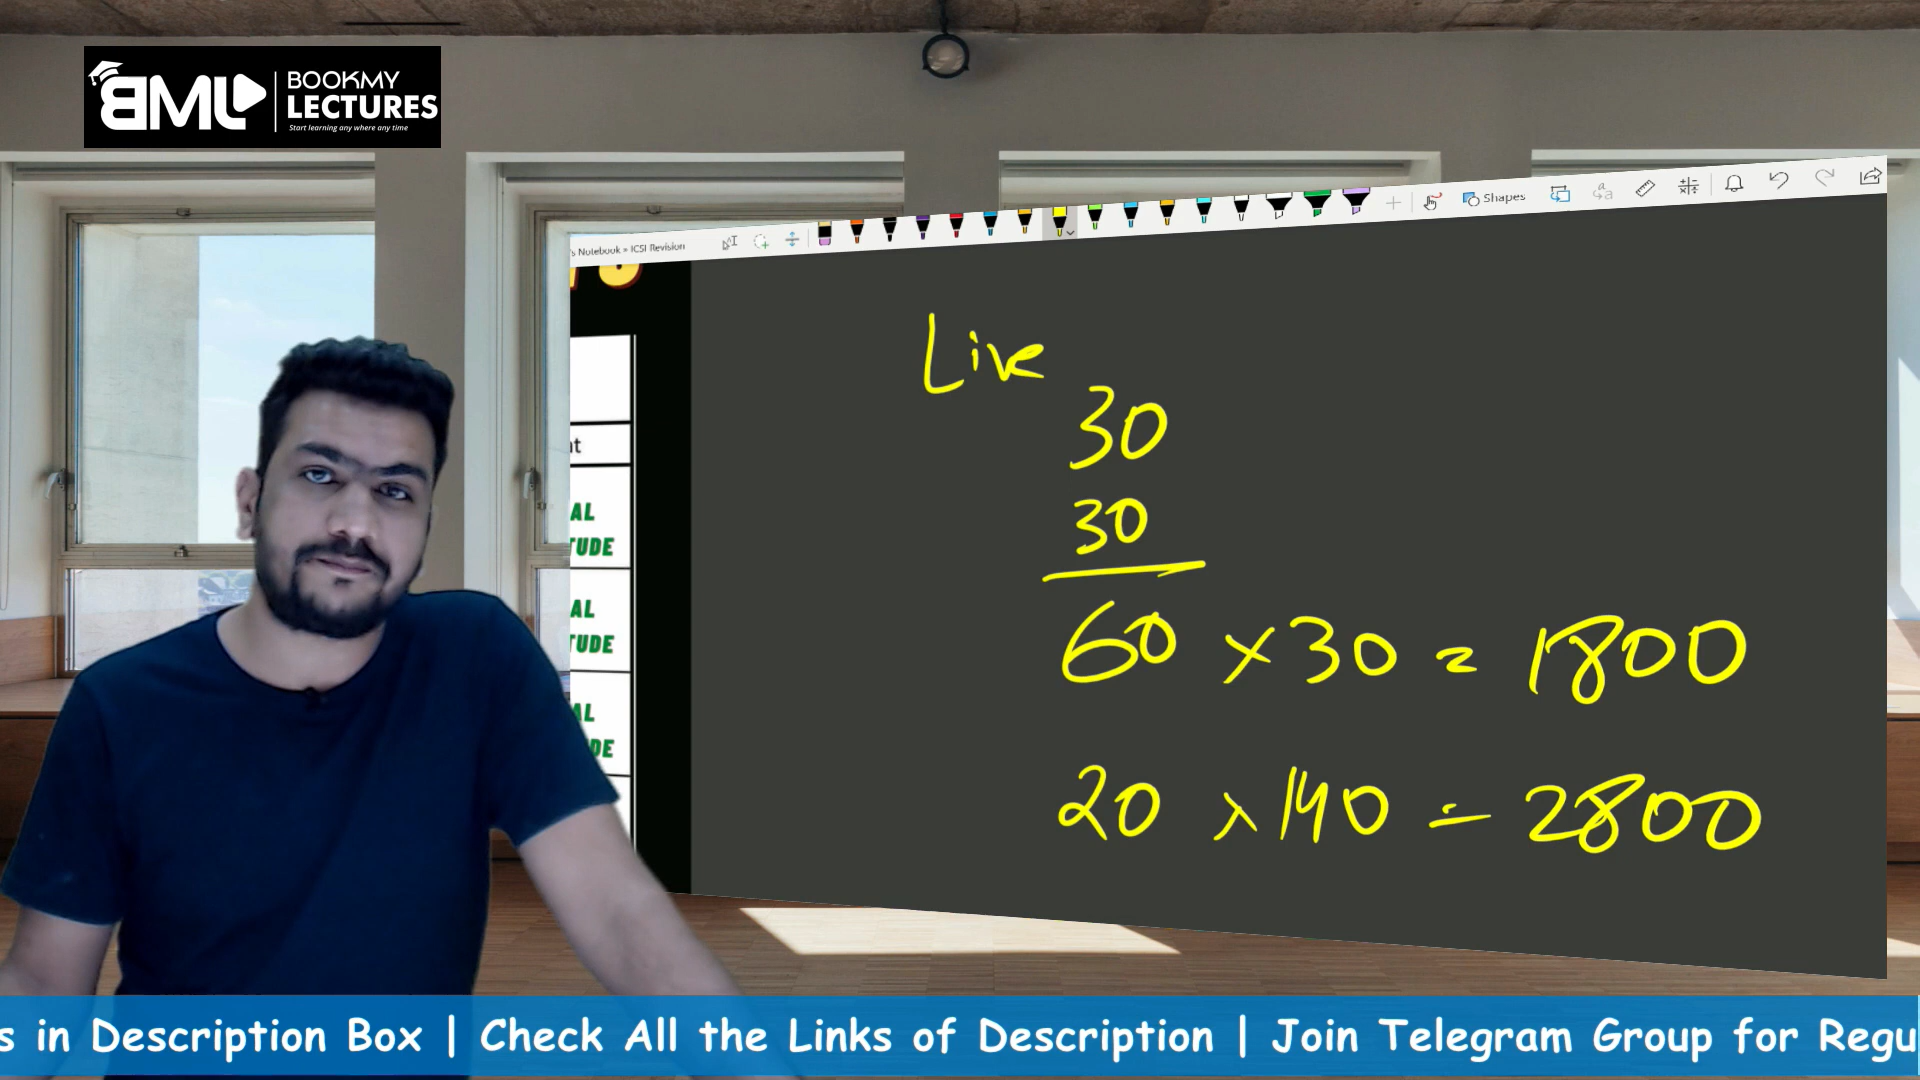 BML
BOOKMY
LECTURES
Start learning any where any time
's Notebook » ICSI Revision
Shapes
Live
30
30
60 × 30 = 1800
20 × 140 = 2800
nt
AL
TUDE
AL
TUDE
AL
DE
s in Description Box | Check All the Links of Description | Join Telegram Group for Regu